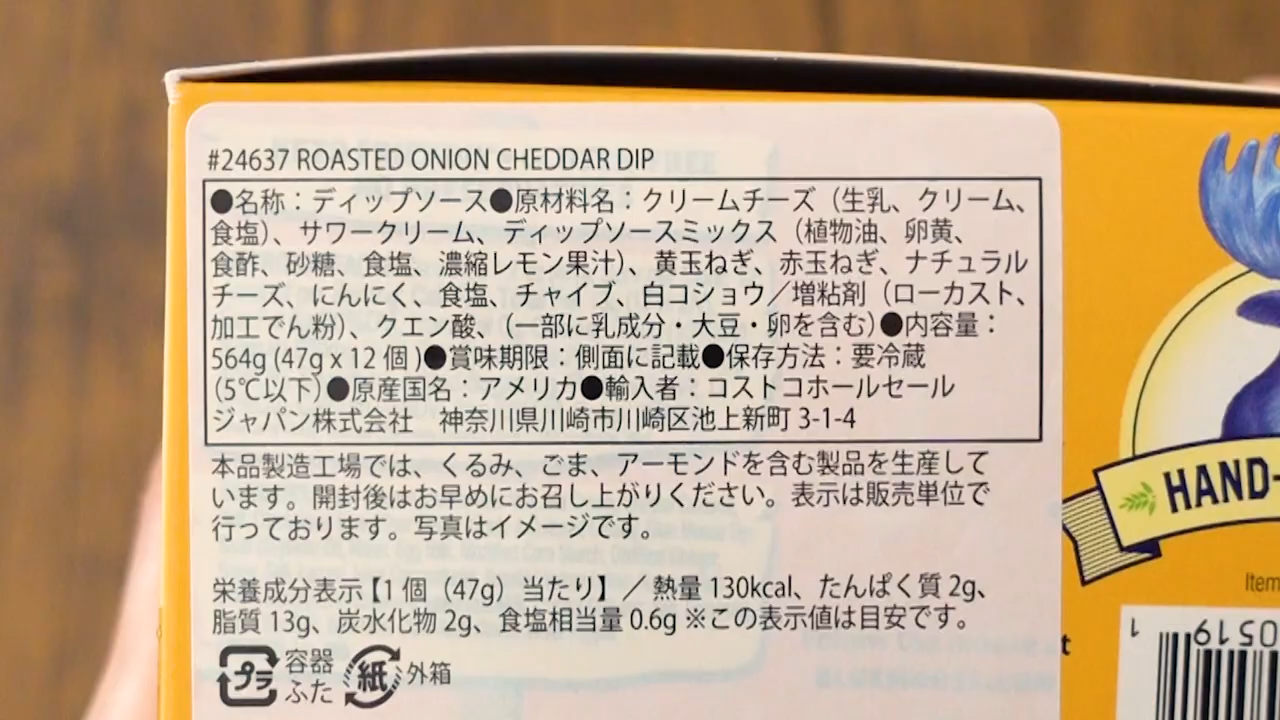 #24637 ROASTED ONION CHEDDAR DIP
●名称：ディップソース●原材料名：クリームチーズ（生乳、クリーム、
食塩）、サワークリーム、ディップソースミックス（植物油、卵黄、
食酢、砂糖、食塩、濃縮レモン果汁）、黄玉ねぎ、赤玉ねぎ、ナチュラル
チーズ、にんにく、食塩、チャイブ、白コショウ／増粘剤（ローカスト、
加工でん粉）、クエン酸、（一部に乳成分・大豆・卵を含む）●内容量：
564g (47g x 12 個 )●賞味期限：側面に記載●保存方法：要冷蔵
(5℃以下)●原産国名：アメリカ●輸入者：コストコホールセール
ジャパン株式会社　神奈川県川崎市川崎区池上新町 3-1-4
本品製造工場では、くるみ、ごま、アーモンドを含む製品を生産して
います。開封後はお早めにお召し上がりください。表示は販売単位で
行っております。写真はイメージです。
栄養成分表示【1 個（47g）当たり】／熱量 130kcal、たんぱく質 2g、
脂質 13g、炭水化物 2g、食塩相当量 0.6g ※この表示値は目安です。
プラ 容器 ふた 紙 外箱
HAND-
Item
1 61502